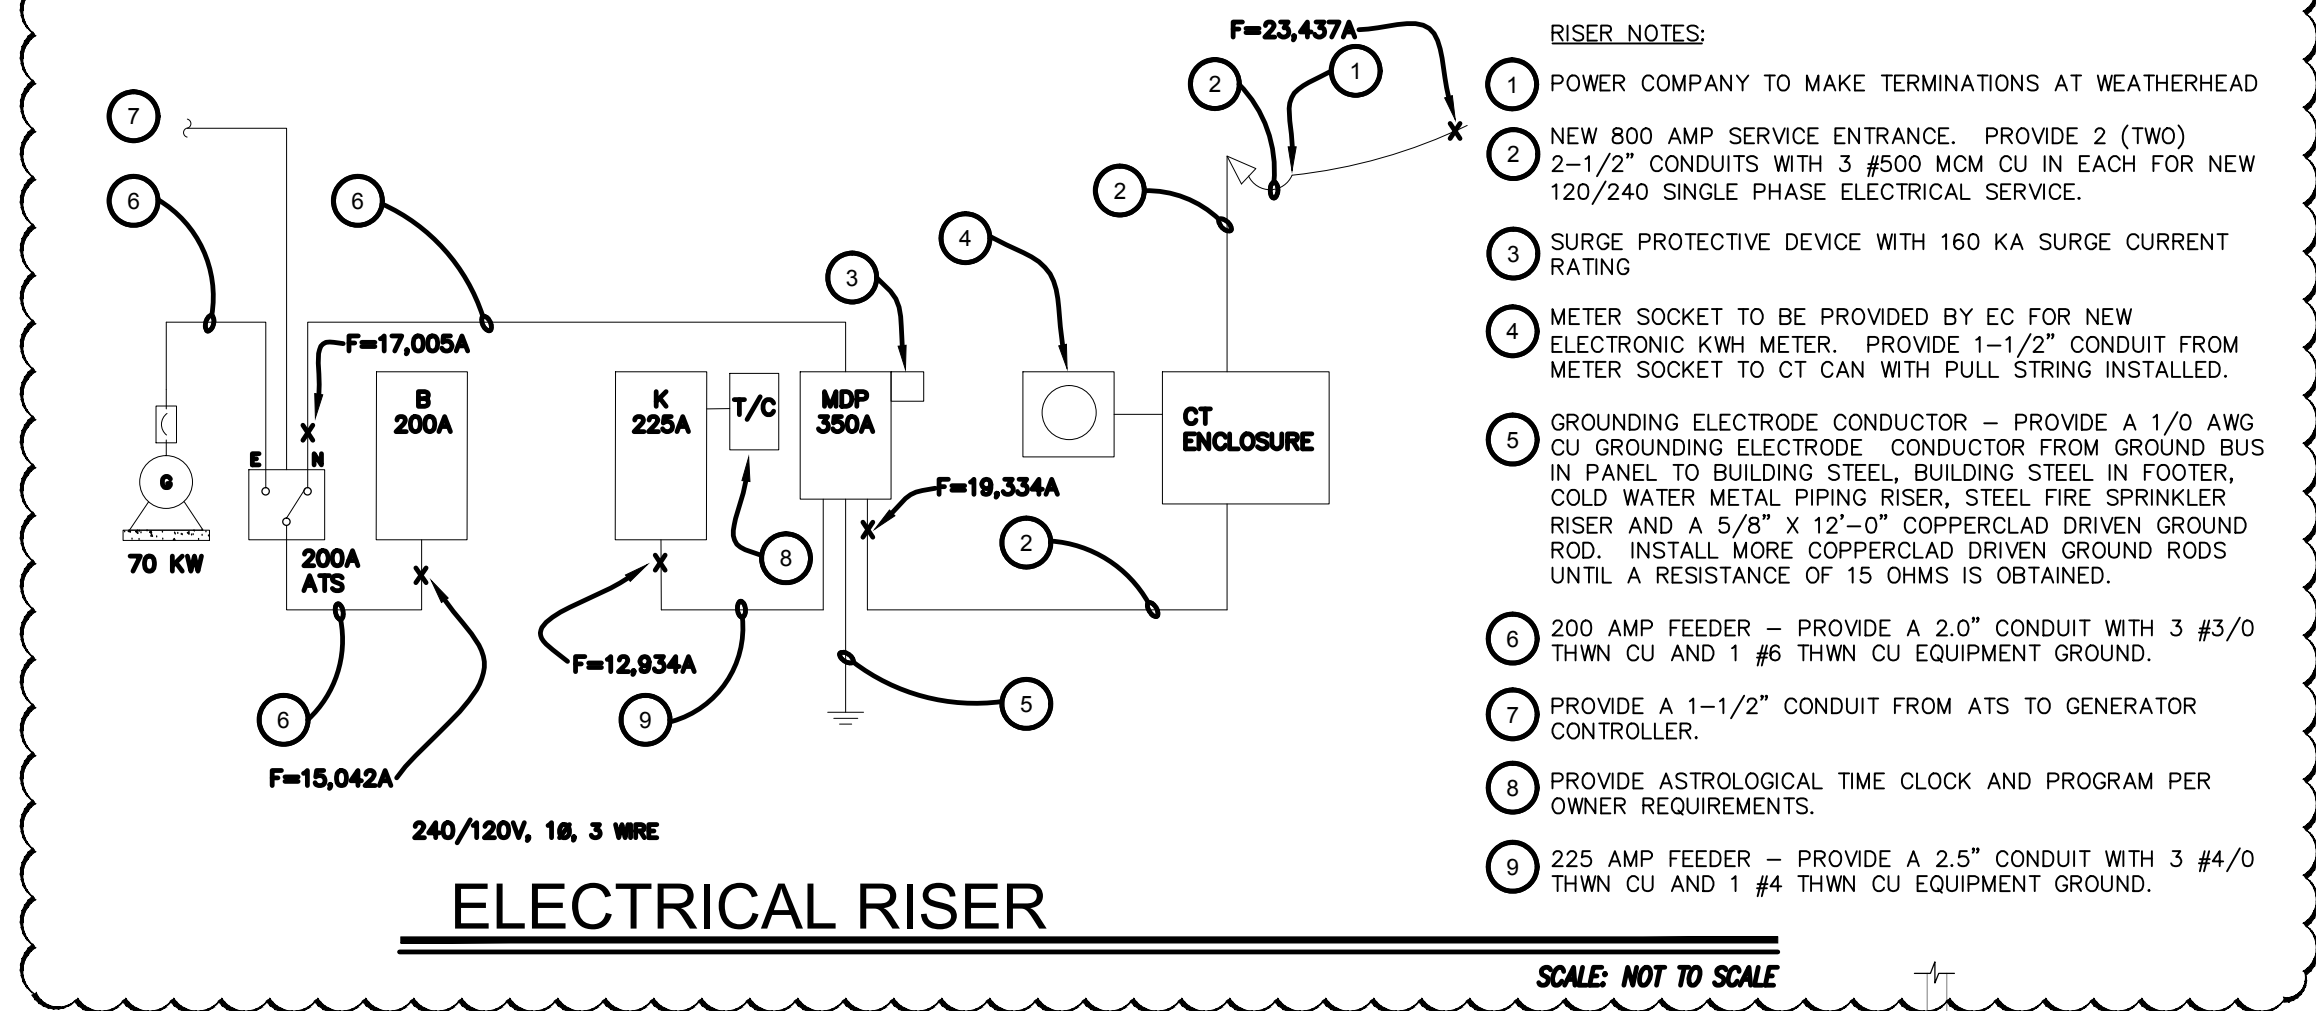 F=23,437A
1
2
7
6
6
2
4
3
F=17,005A
B
200A
K
225A
T/C
MDP
350A
CT
ENCLOSURE
E
N
G
70 KW
200A
ATS
F=19,334A
8
2
F=12,934A
6
9
5
F=15,042A
240/120V, 1Ø, 3 WIRE
ELECTRICAL RISER
SCALE: NOT TO SCALE
RISER NOTES:
1 POWER COMPANY TO MAKE TERMINATIONS AT WEATHERHEAD
2 NEW 800 AMP SERVICE ENTRANCE. PROVIDE 2 (TWO)
2-1/2" CONDUITS WITH 3 #500 MCM CU IN EACH FOR NEW
120/240 SINGLE PHASE ELECTRICAL SERVICE.
3 SURGE PROTECTIVE DEVICE WITH 160 KA SURGE CURRENT
RATING
4 METER SOCKET TO BE PROVIDED BY EC FOR NEW
ELECTRONIC KWH METER. PROVIDE 1-1/2" CONDUIT FROM
METER SOCKET TO CT CAN WITH PULL STRING INSTALLED.
5 GROUNDING ELECTRODE CONDUCTOR – PROVIDE A 1/0 AWG
CU GROUNDING ELECTRODE CONDUCTOR FROM GROUND BUS
IN PANEL TO BUILDING STEEL, BUILDING STEEL IN FOOTER,
COLD WATER METAL PIPING RISER, STEEL FIRE SPRINKLER
RISER AND A 5/8" X 12'-0" COPPERCLAD DRIVEN GROUND
ROD. INSTALL MORE COPPERCLAD DRIVEN GROUND RODS
UNTIL A RESISTANCE OF 15 OHMS IS OBTAINED.
6 200 AMP FEEDER – PROVIDE A 2.0" CONDUIT WITH 3 #3/0
THWN CU AND 1 #6 THWN CU EQUIPMENT GROUND.
7 PROVIDE A 1-1/2" CONDUIT FROM ATS TO GENERATOR
CONTROLLER.
8 PROVIDE ASTROLOGICAL TIME CLOCK AND PROGRAM PER
OWNER REQUIREMENTS.
9 225 AMP FEEDER – PROVIDE A 2.5" CONDUIT WITH 3 #4/0
THWN CU AND 1 #4 THWN CU EQUIPMENT GROUND.